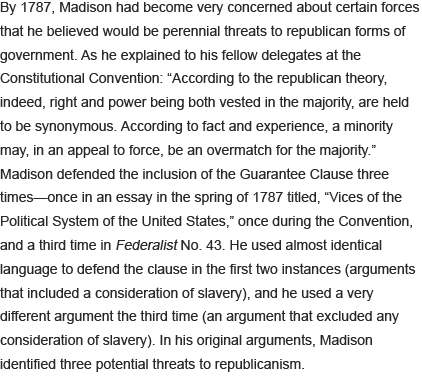 By 1787, Madison had become very concerned about certain forces
that he believed would be perennial threats to republican forms of
government. As he explained to his fellow delegates at the
Constitutional Convention: “According to the republican theory,
indeed, right and power being both vested in the majority, are held
to be synonymous. According to fact and experience, a minority
may, in an appeal to force, be an overmatch for the majority.”
Madison defended the inclusion of the Guarantee Clause three
times—once in an essay in the spring of 1787 titled, “Vices of the
Political System of the United States,” once during the Convention,
and a third time in Federalist No. 43. He used almost identical
language to defend the clause in the first two instances (arguments
that included a consideration of slavery), and he used a very
different argument the third time (an argument that excluded any
consideration of slavery). In his original arguments, Madison
identified three potential threats to republicanism.